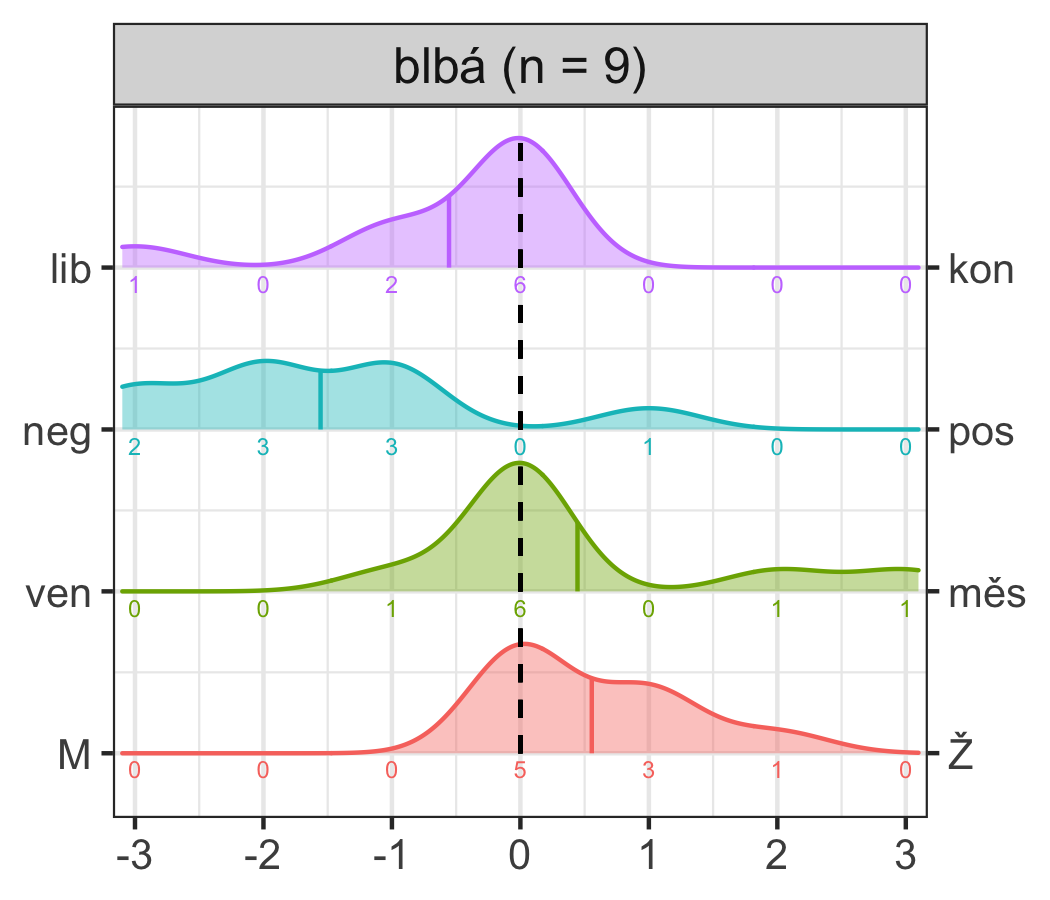 blbá (n = 9)
lib kon
1 0 2 6 0 0 0
neg pos
2 3 3 0 1 0 0
ven měs
0 0 1 6 0 1 1
M Ž
0 0 0 5 3 1 0
-3 -2 -1 0 1 2 3